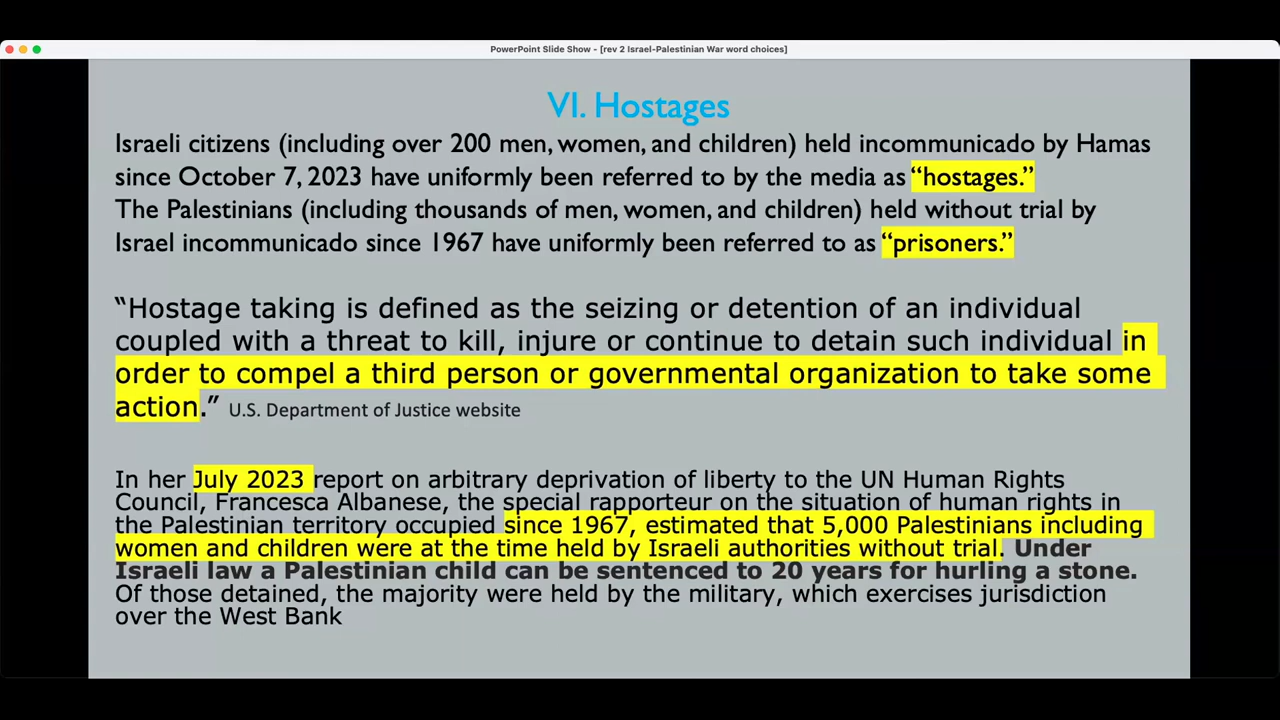 PowerPoint Slide Show - [rev 2 Israel-Palestinian War word choices]
VI. Hostages
Israeli citizens (including over 200 men, women, and children) held incommunicado by Hamas
since October 7, 2023 have uniformly been referred to by the media as “hostages.”
The Palestinians (including thousands of men, women, and children) held without trial by
Israel incommunicado since 1967 have uniformly been referred to as “prisoners.”
“Hostage taking is defined as the seizing or detention of an individual
coupled with a threat to kill, injure or continue to detain such individual in
order to compel a third person or governmental organization to take some
action.” U.S. Department of Justice website
In her July 2023 report on arbitrary deprivation of liberty to the UN Human Rights
Council, Francesca Albanese, the special rapporteur on the situation of human rights in
the Palestinian territory occupied since 1967, estimated that 5,000 Palestinians including
women and children were at the time held by Israeli authorities without trial. Under
Israeli law a Palestinian child can be sentenced to 20 years for hurling a stone.
Of those detained, the majority were held by the military, which exercises jurisdiction
over the West Bank